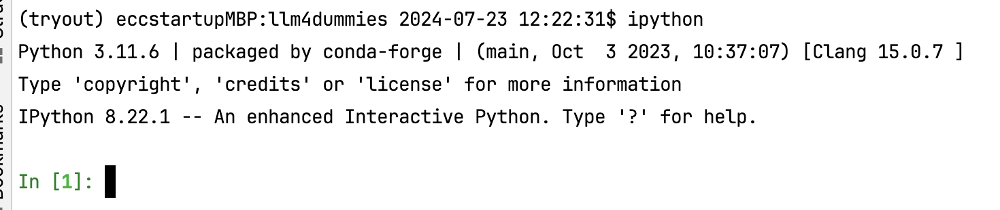 (tryout) eccstartupMBP:llm4dummies 2024-07-23 12:22:31$ ipython
Python 3.11.6 | packaged by conda-forge | (main, Oct  3 2023, 10:37:07) [Clang 15.0.7 ]
Type 'copyright', 'credits' or 'license' for more information
IPython 8.22.1 -- An enhanced Interactive Python. Type '?' for help.
In [1]: